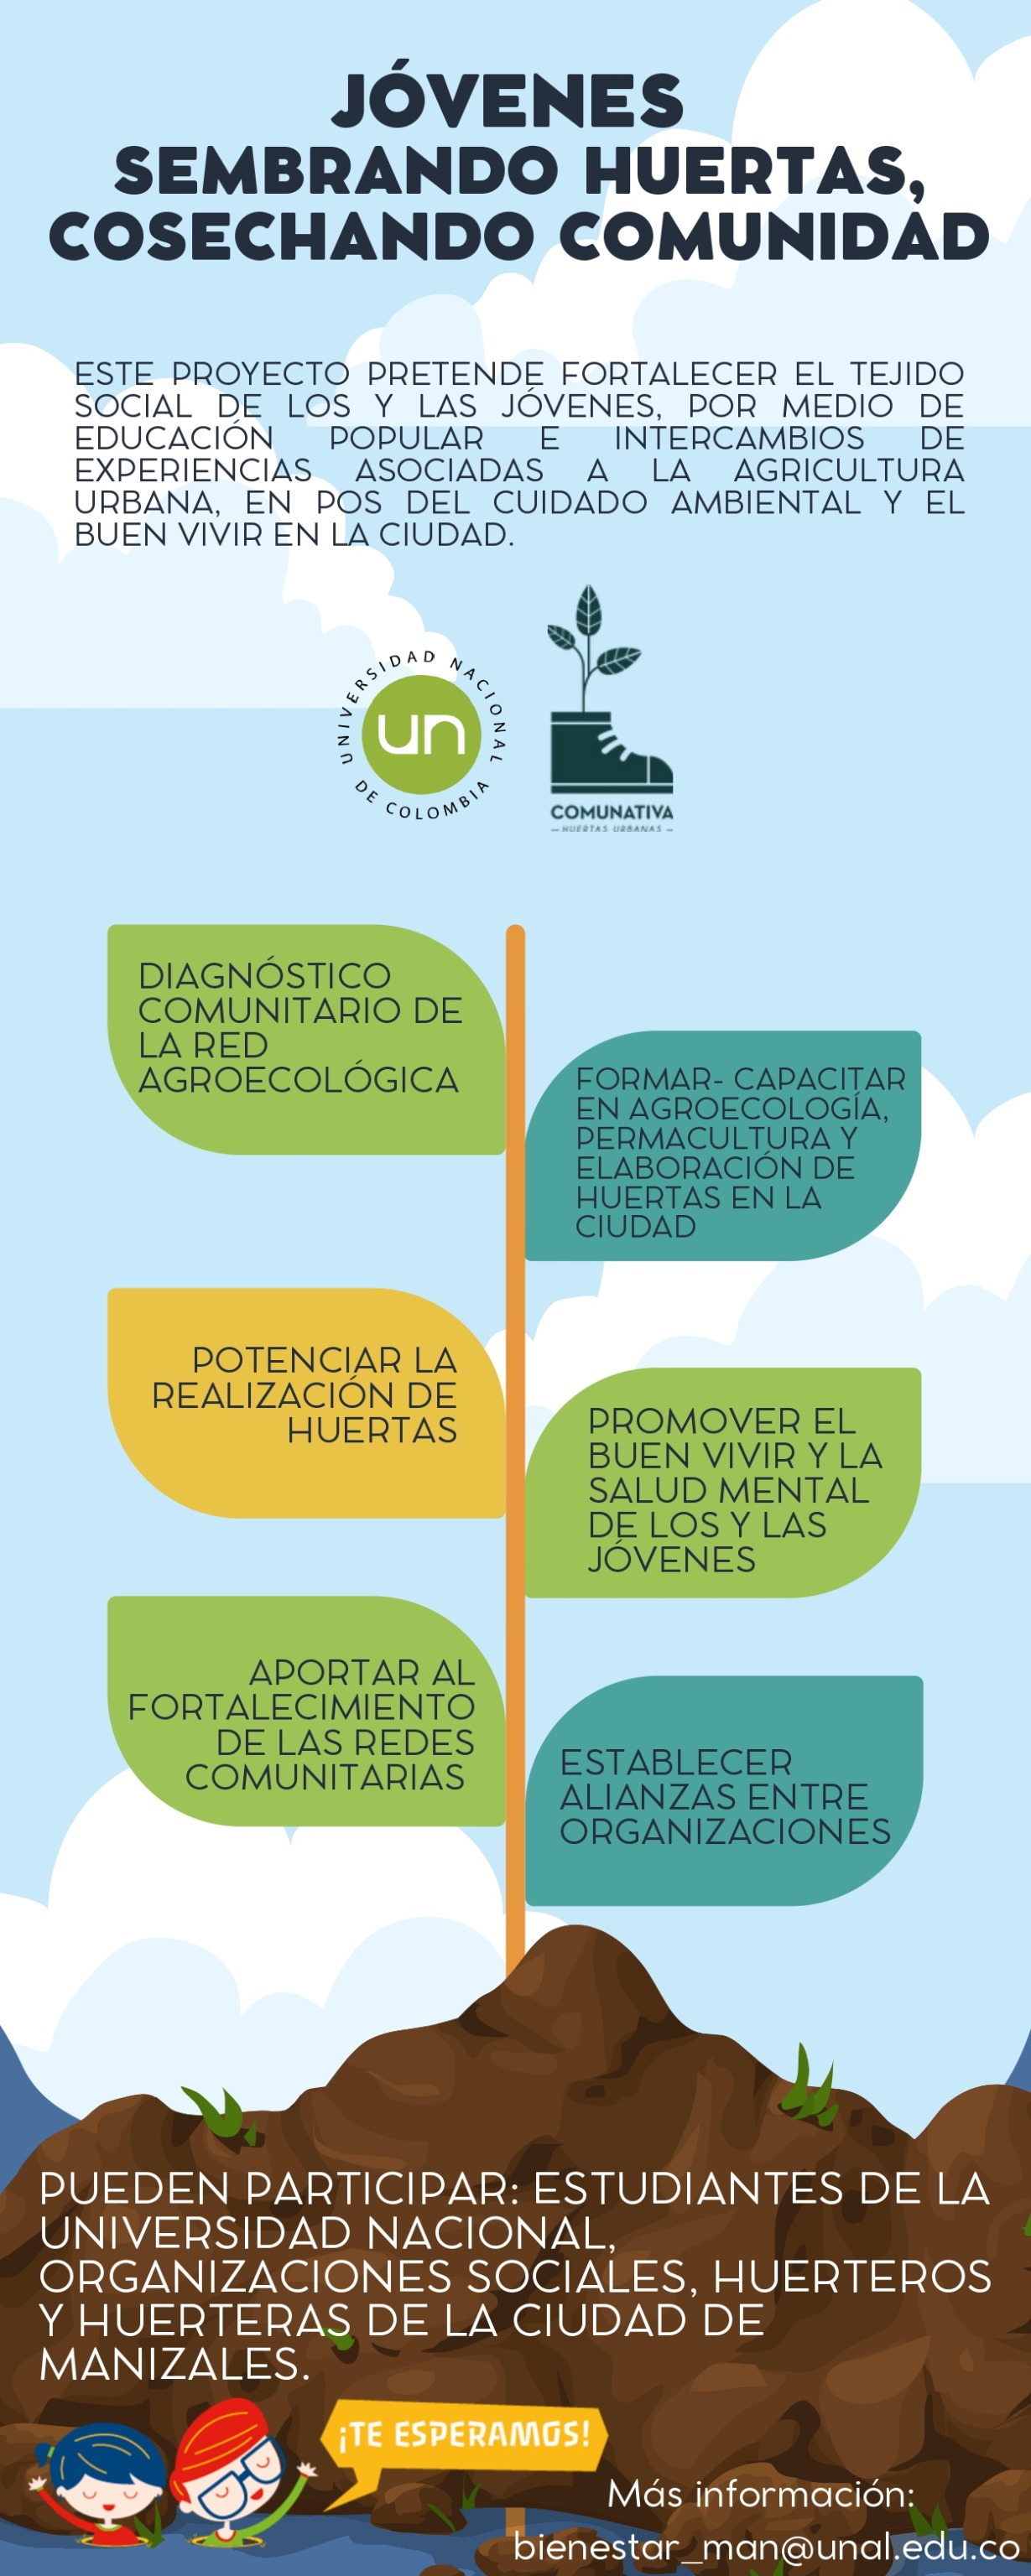 JÓVENES
SEMBRANDO HUERTAS,
COSECHANDO COMUNIDAD
ESTE PROYECTO PRETENDE FORTALECER EL TEJIDO
SOCIAL DE LOS Y LAS JÓVENES, POR MEDIO DE
EDUCACIÓN POPULAR E INTERCAMBIOS DE
EXPERIENCIAS ASOCIADAS A LA AGRICULTURA
URBANA, EN POS DEL CUIDADO AMBIENTAL Y EL
BUEN VIVIR EN LA CIUDAD.
UNIVERSIDAD NACIONAL
DE COLOMBIA
un
COMUNATIVA
— HUERTAS URBANAS —
DIAGNÓSTICO
COMUNITARIO DE
LA RED
AGROECOLÓGICA
FORMAR- CAPACITAR
EN AGROECOLOGÍA,
PERMACULTURA Y
ELABORACIÓN DE
HUERTAS EN LA
CIUDAD
POTENCIAR LA
REALIZACIÓN DE
HUERTAS
PROMOVER EL
BUEN VIVIR Y LA
SALUD MENTAL
DE LOS Y LAS
JÓVENES
APORTAR AL
FORTALECIMIENTO
DE LAS REDES
COMUNITARIAS
ESTABLECER
ALIANZAS ENTRE
ORGANIZACIONES
PUEDEN PARTICIPAR: ESTUDIANTES DE LA
UNIVERSIDAD NACIONAL,
ORGANIZACIONES SOCIALES, HUERTEROS
Y HUERTERAS DE LA CIUDAD DE
MANIZALES.
¡TE ESPERAMOS!
Más información:
bienestar_man@unal.edu.co